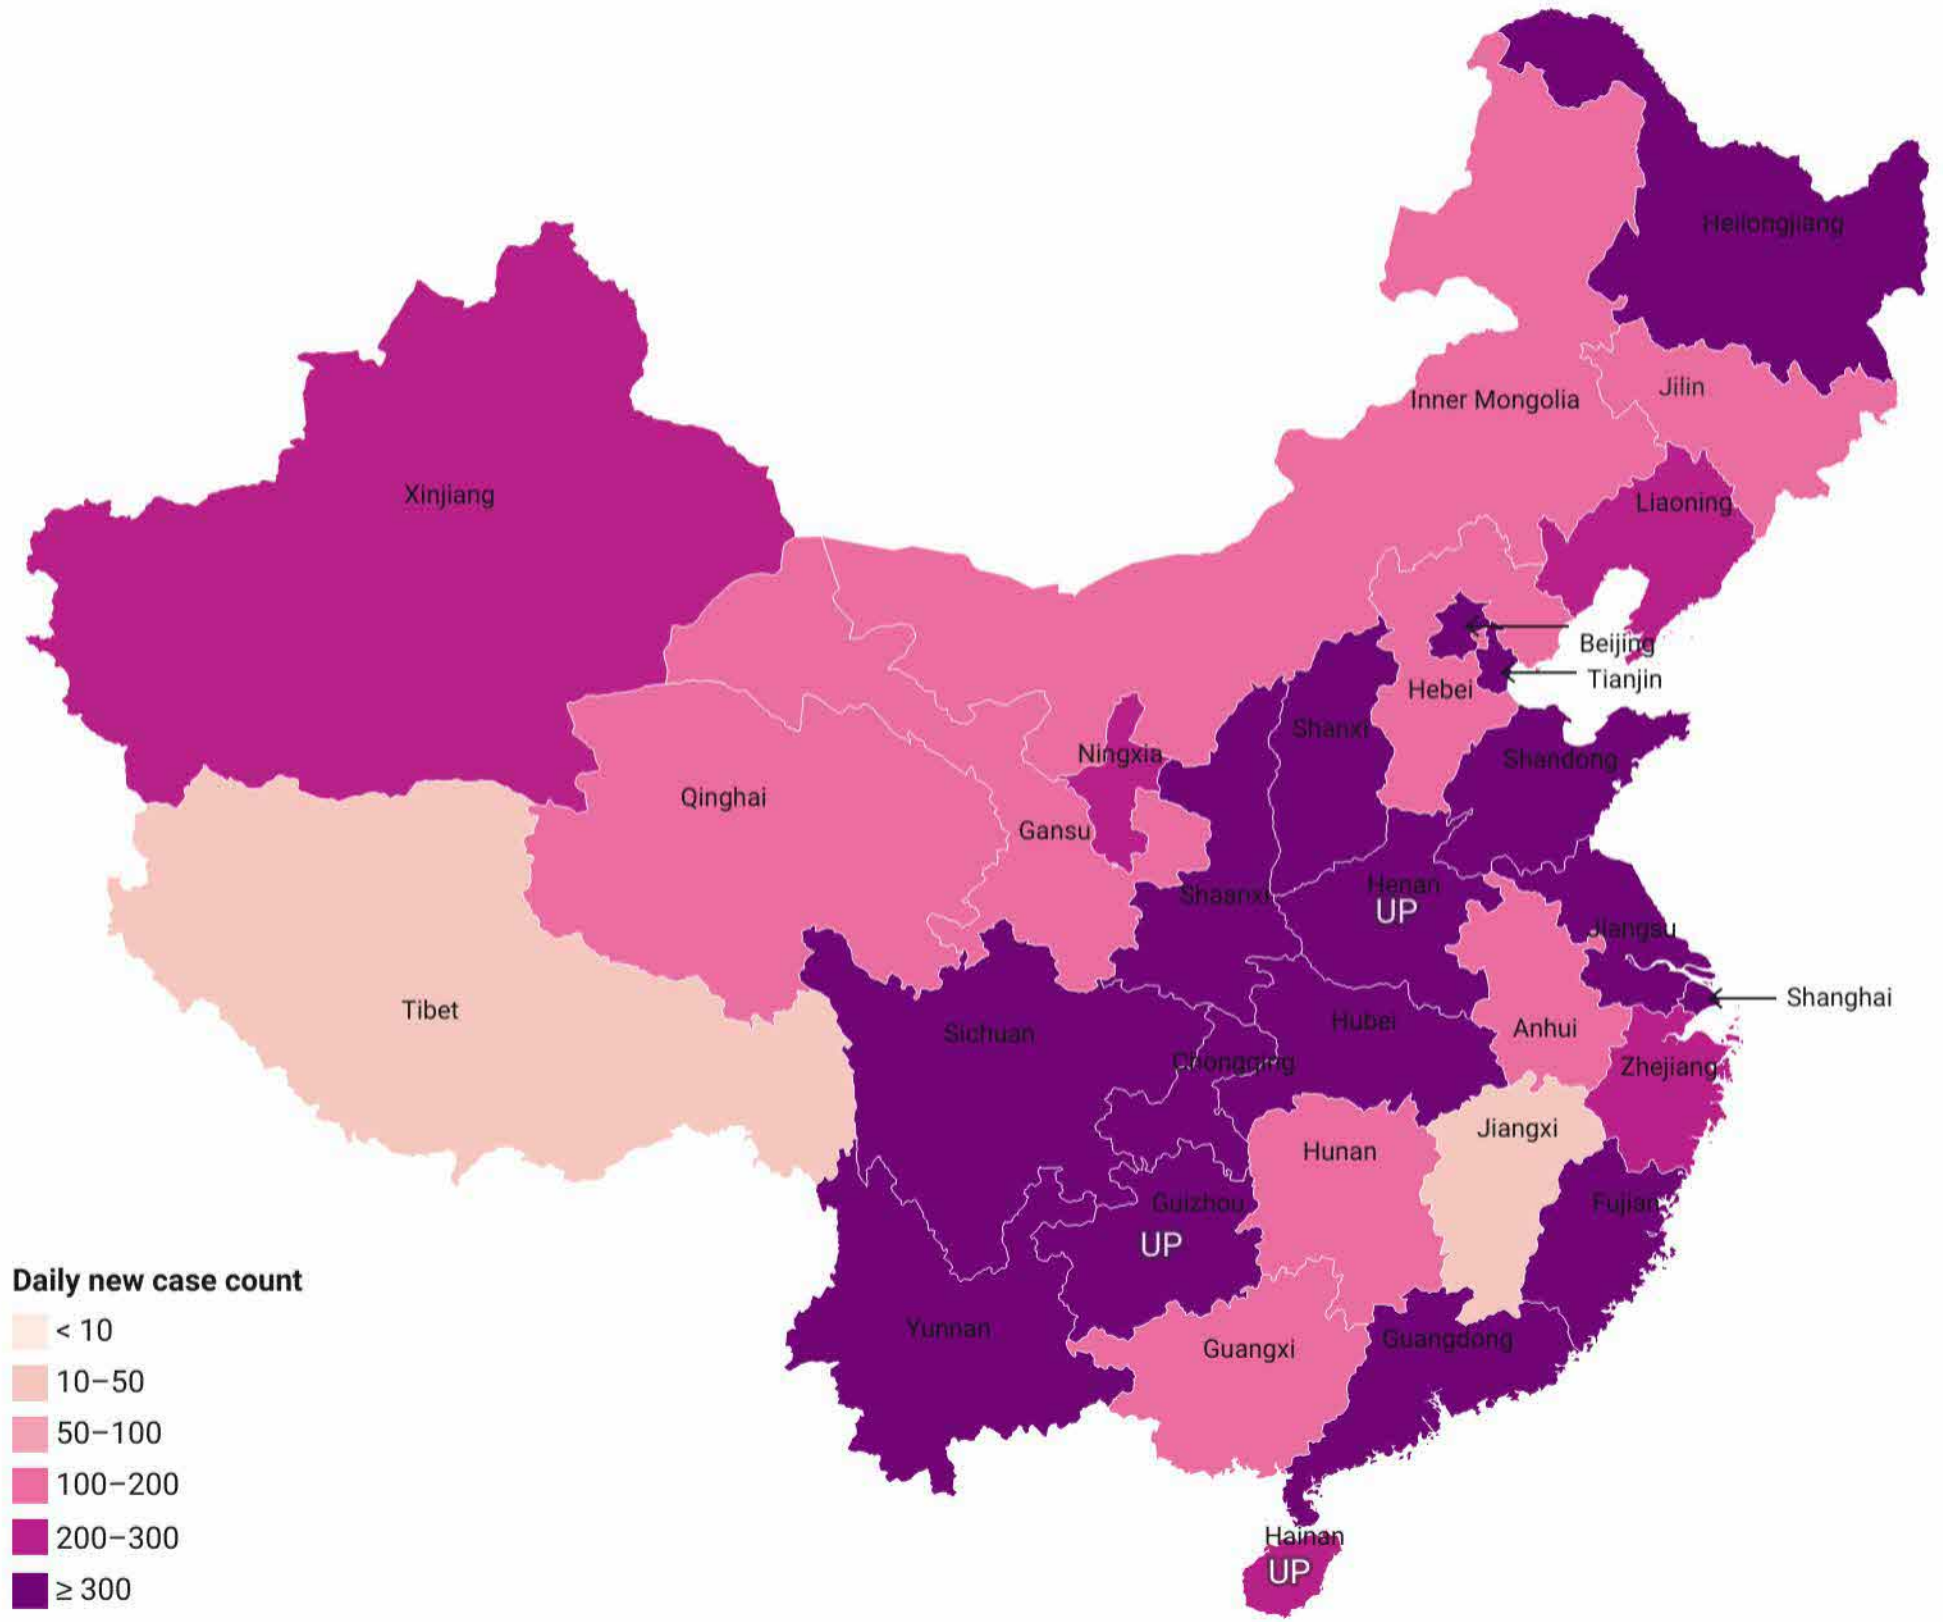 Heilongjiang
Jilin
Inner Mongolia
Liaoning
Xinjiang
Beijing
Tianjin
Hebei
Shanxi
Ningxia
Shandong
Qinghai
Gansu
Shaanxi
Henan
UP
Jiangsu
Shanghai
Tibet
Sichuan
Hubei
Anhui
Chongqing
Zhejiang
Jiangxi
Hunan
Guizhou
UP
Fujian
Yunnan
Guangxi
Guangdong
Hainan
UP
Daily new case count
< 10
10–50
50–100
100–200
200–300
≥ 300